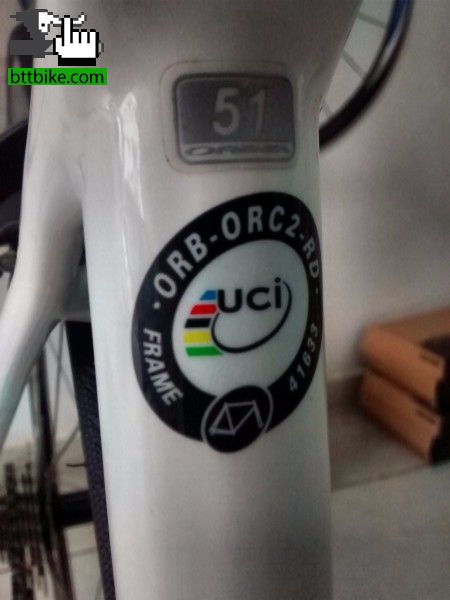 bttbike.com
51
ORBEA
·ORB-ORC2-RD·
FRAME
41633
UCi